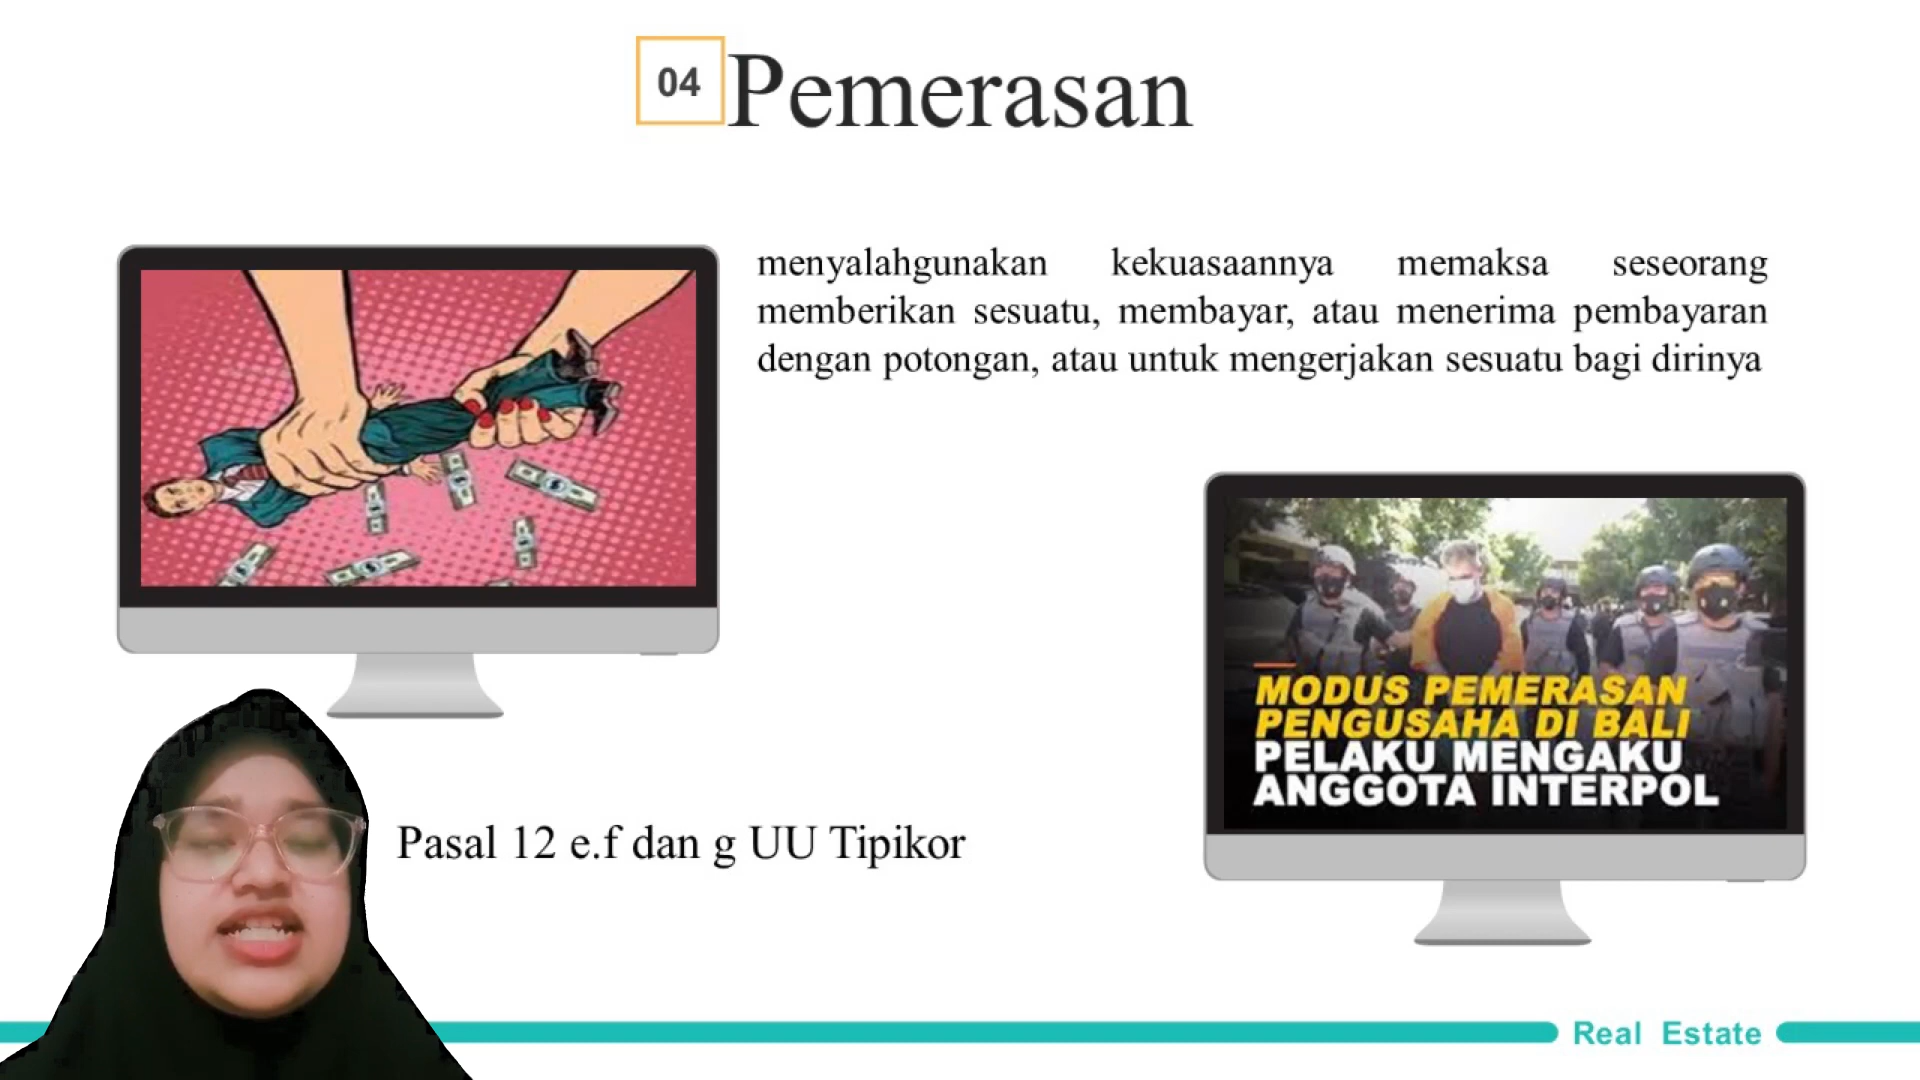 04
Pemerasan
menyalahgunakan kekuasaannya memaksa seseorang
memberikan sesuatu, membayar, atau menerima pembayaran
dengan potongan, atau untuk mengerjakan sesuatu bagi dirinya
MODUS PEMERASAN
PENGUSAHA DI BALI
PELAKU MENGAKU
ANGGOTA INTERPOL
Pasal 12 e.f dan g UU Tipikor
Real Estate